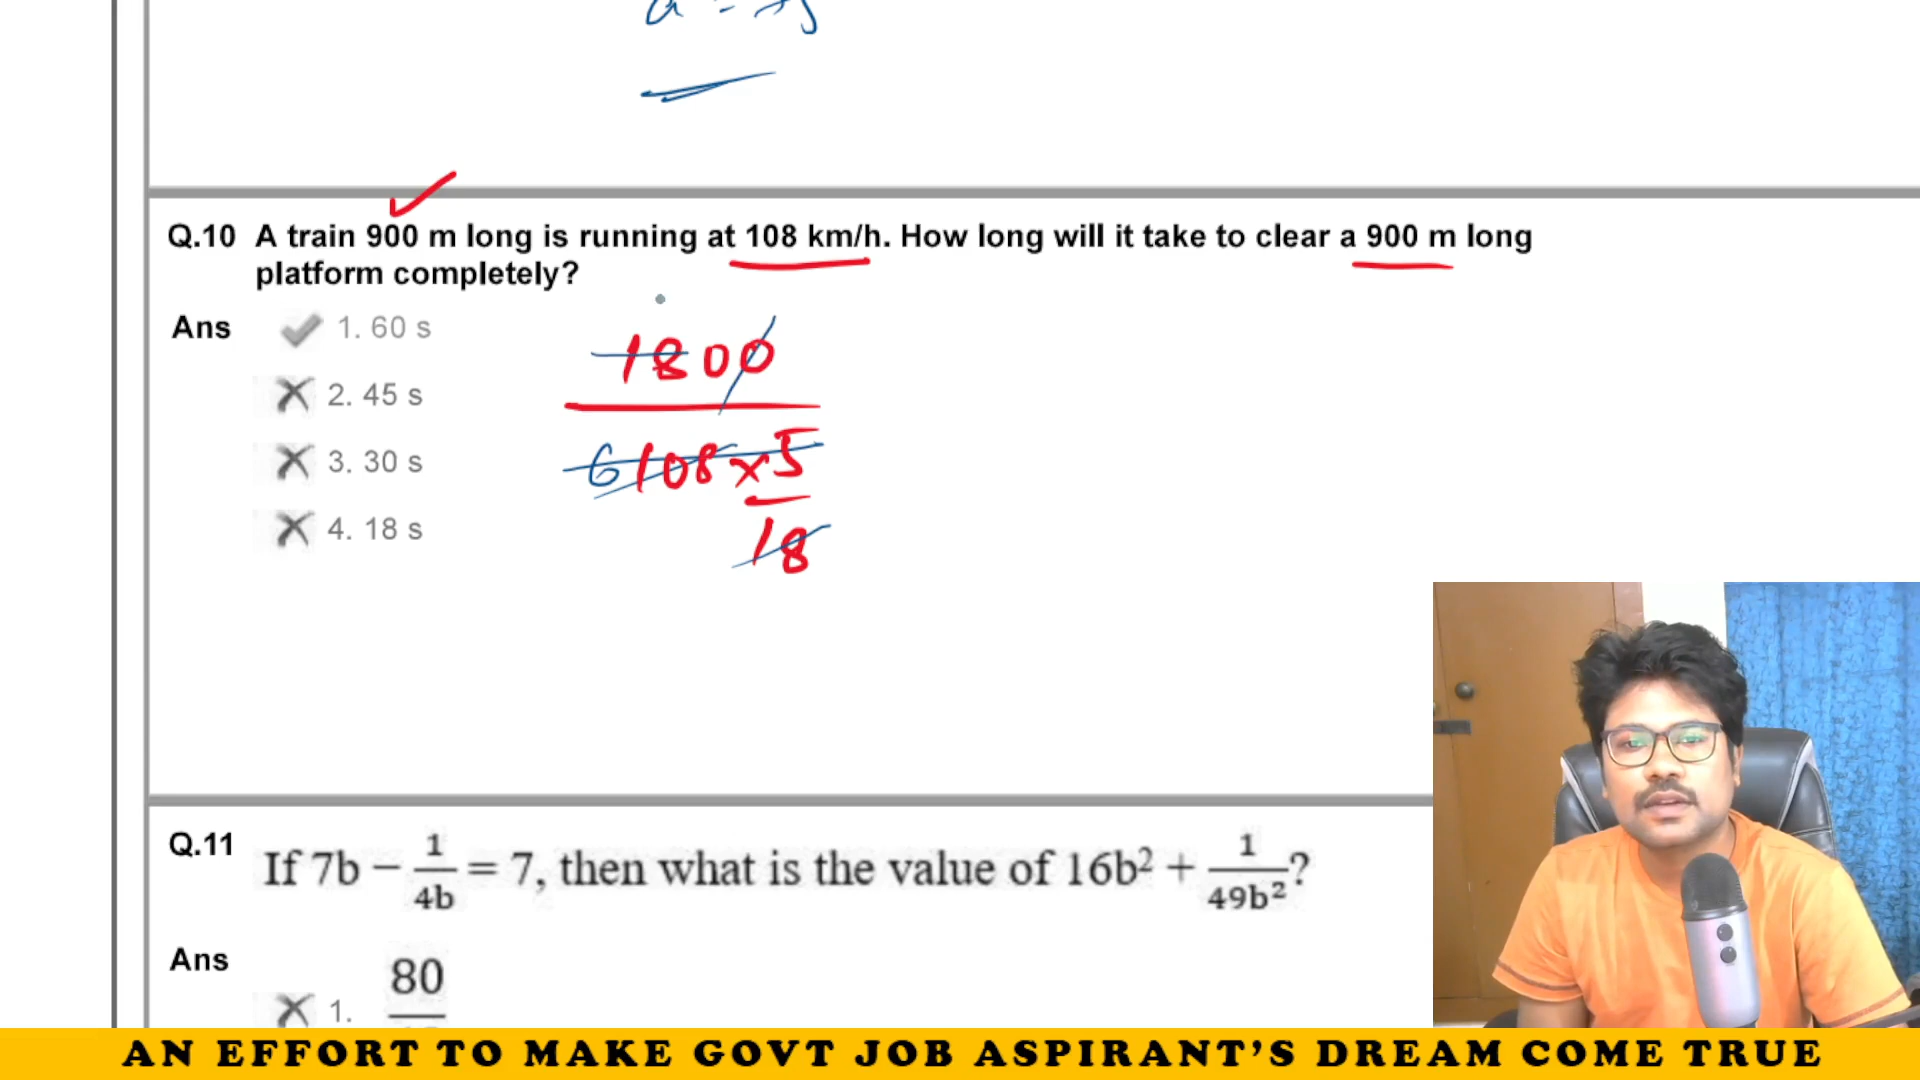 Q.10 A train 900 m long is running at 108 km/h. How long will it take to clear a 900 m long
platform completely?
Ans 1. 60 s
2. 45 s
3. 30 s
4. 18 s
1800
6 108 x 5
18
Q.11 If 7b − 1/4b = 7, then what is the value of 16b² + 1/49b²?
Ans
1. 80
AN EFFORT TO MAKE GOVT JOB ASPIRANT'S DREAM COME TRUE